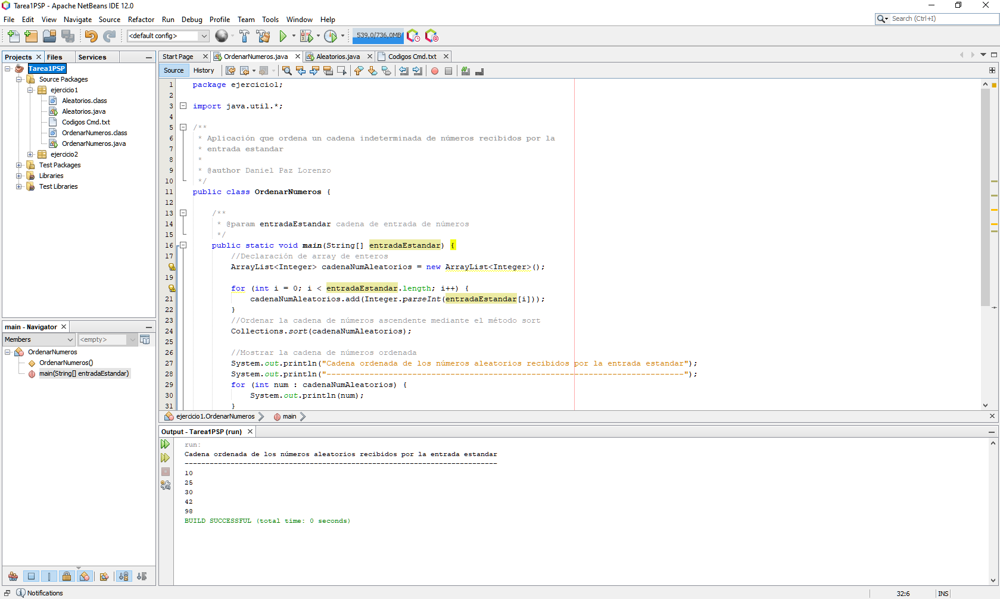 Tarea1PSP - Apache NetBeans IDE 12.0
File Edit View Navigate Source Refactor Run Debug Profile Team Tools Window Help
Search (Ctrl+I)
<default config>
539,0/736,0MB
Projects Files Services
Tarea1PSP
Source Packages
ejercicio1
Aleatorios.class
Aleatorios.java
Codigos Cmd.txt
OrdenarNumeros.class
OrdenarNumeros.java
ejercicio2
Test Packages
Libraries
Test Libraries
main - Navigator
Members <empty>
OrdenarNumeros
OrdenarNumeros()
main(String[] entradaEstandar)
Start Page OrdenarNumeros.java Aleatorios.java Codigos Cmd.txt
Source History
1 package ejercicio1;
2
3 import java.util.*;
4
5 /**
6 * Aplicación que ordena un cadena indeterminada de números recibidos por la
7 * entrada estandar
8 *
9 * @author Daniel Paz Lorenzo
10 */
11 public class OrdenarNumeros {
12
13 /**
14 * @param entradaEstandar cadena de entrada de números
15 */
16 public static void main(String[] entradaEstandar) {
17 //Declaración de array de enteros
ArrayList<Integer> cadenaNumAleatorios = new ArrayList<Integer>();
19
for (int i = 0; i < entradaEstandar.length; i++) {
21 cadenaNumAleatorios.add(Integer.parseInt(entradaEstandar[i]));
22 }
23 //Ordenar la cadena de números ascendente mediante el método sort
24 Collections.sort(cadenaNumAleatorios);
25
26 //Mostrar la cadena de números ordenada
27 System.out.println("Cadena ordenada de los números aleatorios recibidos por la entrada estandar");
28 System.out.println("---------------------------------------------------------------------------");
29 for (int num : cadenaNumAleatorios) {
30 System.out.println(num);
31 }
ejercicio1.OrdenarNumeros main
Output - Tarea1PSP (run)
run:
Cadena ordenada de los números aleatorios recibidos por la entrada estandar
---------------------------------------------------------------------------
10
25
30
42
98
BUILD SUCCESSFUL (total time: 0 seconds)
Notifications
32:6 INS